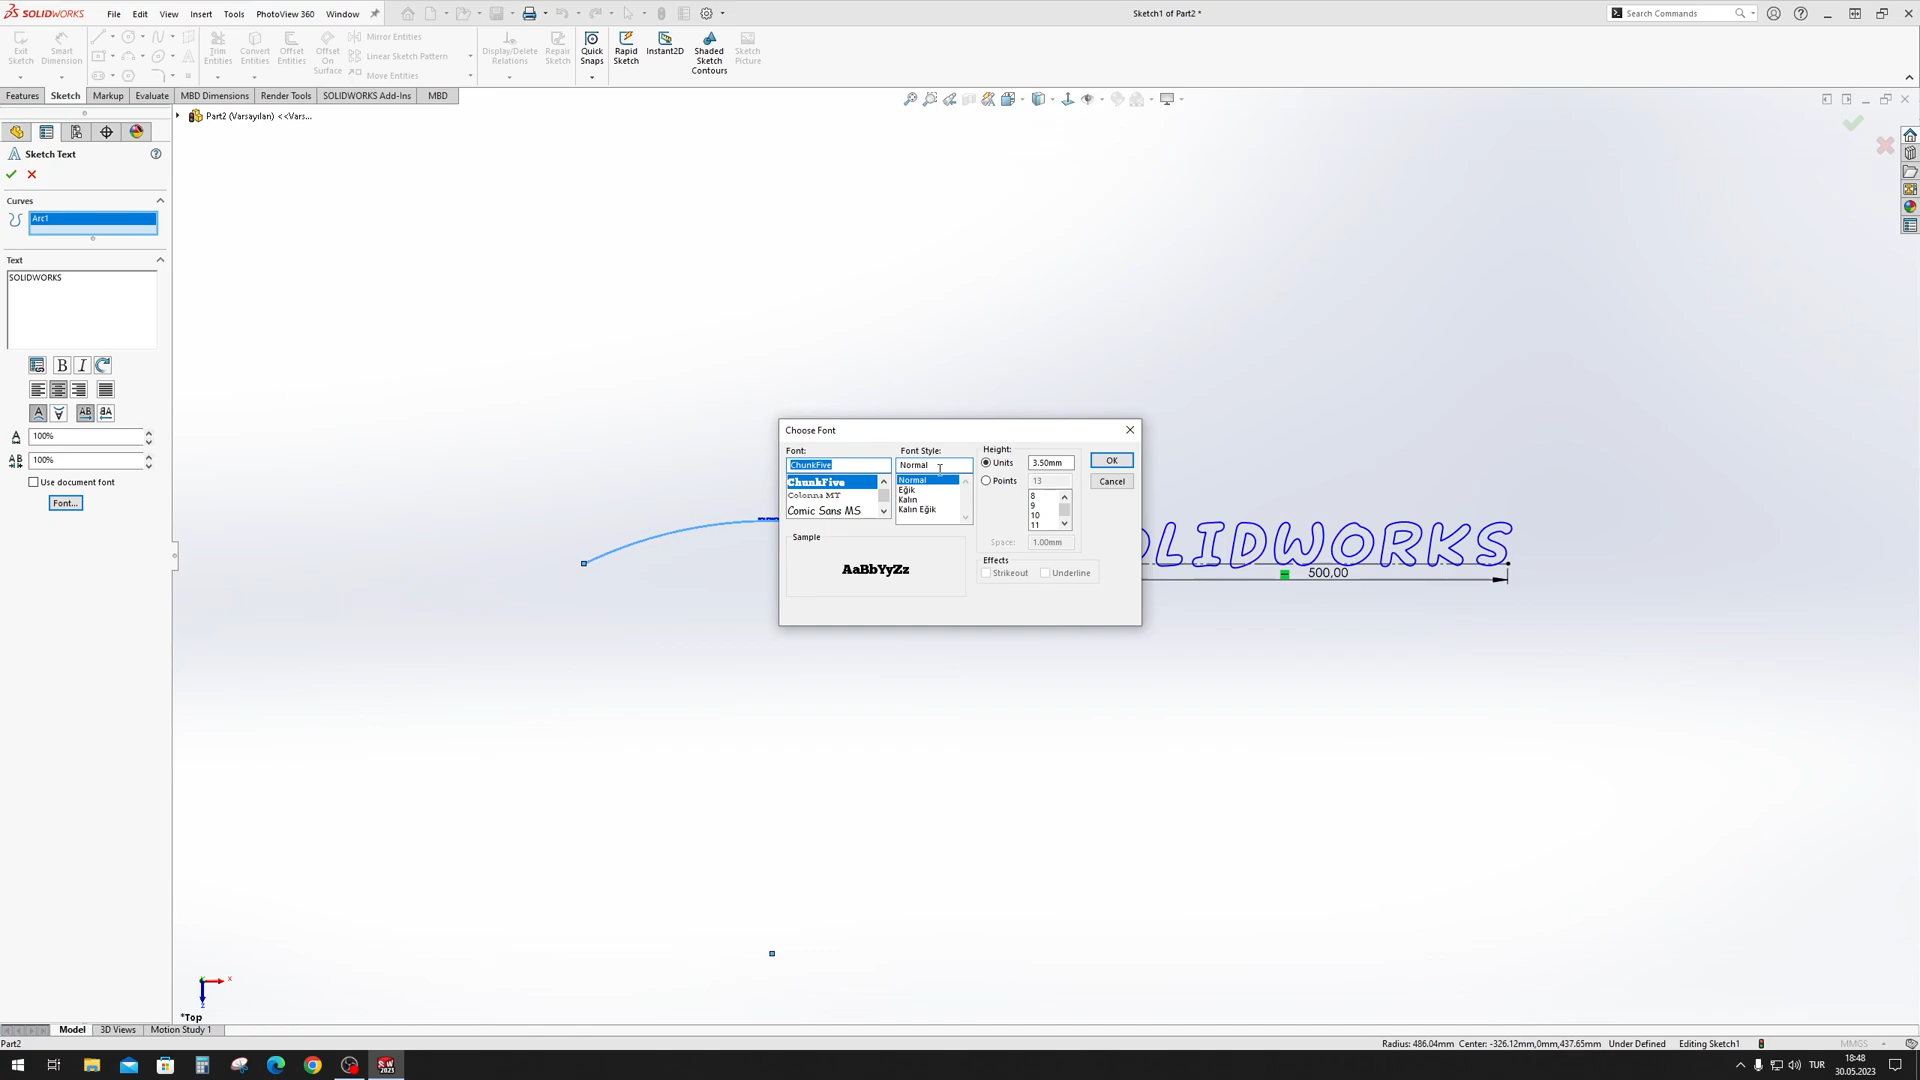 SOLIDWORKS File Edit View Insert Tools PhotoView 360 Window Sketch1 of Part2 * Search Commands
Exit Sketch Smart Dimension Trim Entities Convert Entities Offset Entities Offset On Surface Mirror Entities Linear Sketch Pattern Move Entities Display/Delete Relations Repair Sketch Quick Snaps Rapid Sketch Instant2D Shaded Sketch Contours Sketch Picture
Features Sketch Markup Evaluate MBD Dimensions Render Tools SOLIDWORKS Add-Ins MBD
Part2 (Varsayılan) <<Vars...
Sketch Text
Curves
Arc1
Text
SOLIDWORKS
B I
100%
100%
Use document font
Font...
Choose Font
Font: Font Style: Height:
ChunkFive Normal Units 3.50mm OK
ChunkFive Normal Points 13 Cancel
Colonna MT Eğik 8
Comic Sans MS Kalın 9
Kalın Eğik 10
11
Space: 1.00mm
Sample
AaBbYyZz
Effects
Strikeout Underline
OLIDWORKS
500,00
*Top
Model 3D Views Motion Study 1
Part2 Radius: 486.04mm Center: -326.12mm,0mm,437.65mm Under Defined Editing Sketch1 MMGS
SW 2023
TUR 18:48
30.05.2023